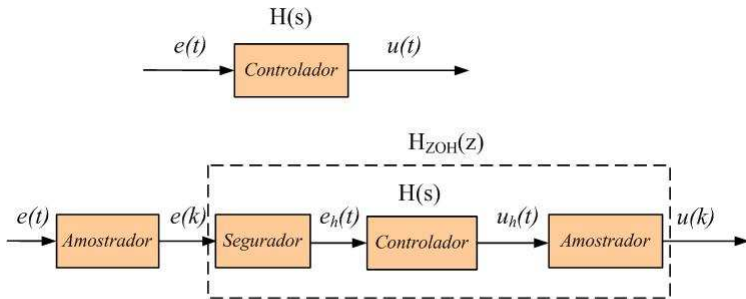 H(s)
e(t)
Controlador
u(t)
H_ZOH(z)
H(s)
e(t)
Amostrador
e(k)
Segurador
e_h(t)
Controlador
u_h(t)
Amostrador
u(k)